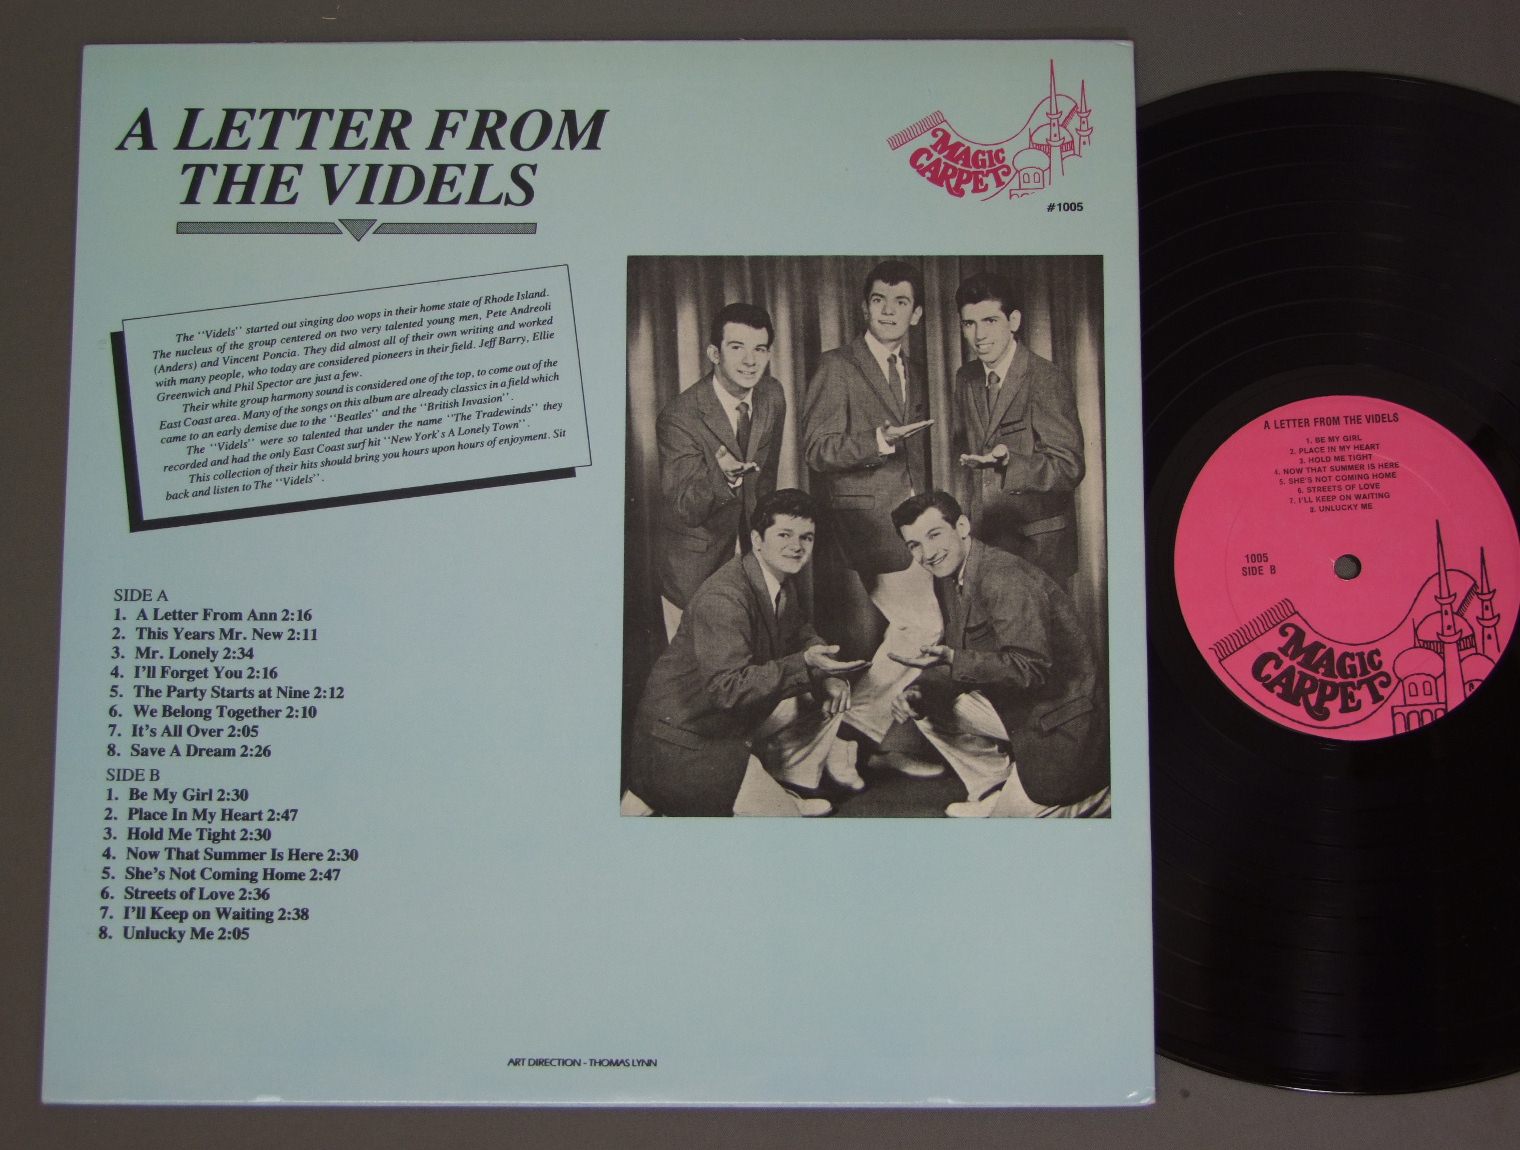 A LETTER FROM
THE VIDELS
MAGIC
CARPET
#1005
The "Videls" started out singing doo wops in their home state of Rhode Island.
The nucleus of the group centered on two very talented young men, Pete Andreoli
(Anders) and Vincent Poncia. They did almost all of their own writing and worked
with many people, who today are considered pioneers in their field. Jeff Barry, Ellie
Greenwich and Phil Spector are just a few.
Their white group harmony sound is considered one of the top, to come out of the
East Coast area. Many of the songs on this album are already classics in a field which
came to an early demise due to the "Beatles" and the "British Invasion".
The "Videls" were so talented that under the name "The Tradewinds" they
recorded and had the only East Coast surf hit "New York's A Lonely Town".
This collection of their hits should bring you hours upon hours of enjoyment. Sit
back and listen to The "Videls".
SIDE A
1. A Letter From Ann 2:16
2. This Years Mr. New 2:11
3. Mr. Lonely 2:34
4. I'll Forget You 2:16
5. The Party Starts at Nine 2:12
6. We Belong Together 2:10
7. It's All Over 2:05
8. Save A Dream 2:26
SIDE B
1. Be My Girl 2:30
2. Place In My Heart 2:47
3. Hold Me Tight 2:30
4. Now That Summer Is Here 2:30
5. She's Not Coming Home 2:47
6. Streets of Love 2:36
7. I'll Keep on Waiting 2:38
8. Unlucky Me 2:05
ART DIRECTION - THOMAS LYNN
A LETTER FROM THE VIDELS
1. BE MY GIRL
2. PLACE IN MY HEART
3. HOLD ME TIGHT
4. NOW THAT SUMMER IS HERE
5. SHE'S NOT COMING HOME
6. STREETS OF LOVE
7. I'LL KEEP ON WAITING
8. UNLUCKY ME
1005
SIDE B
MAGIC
CARPET